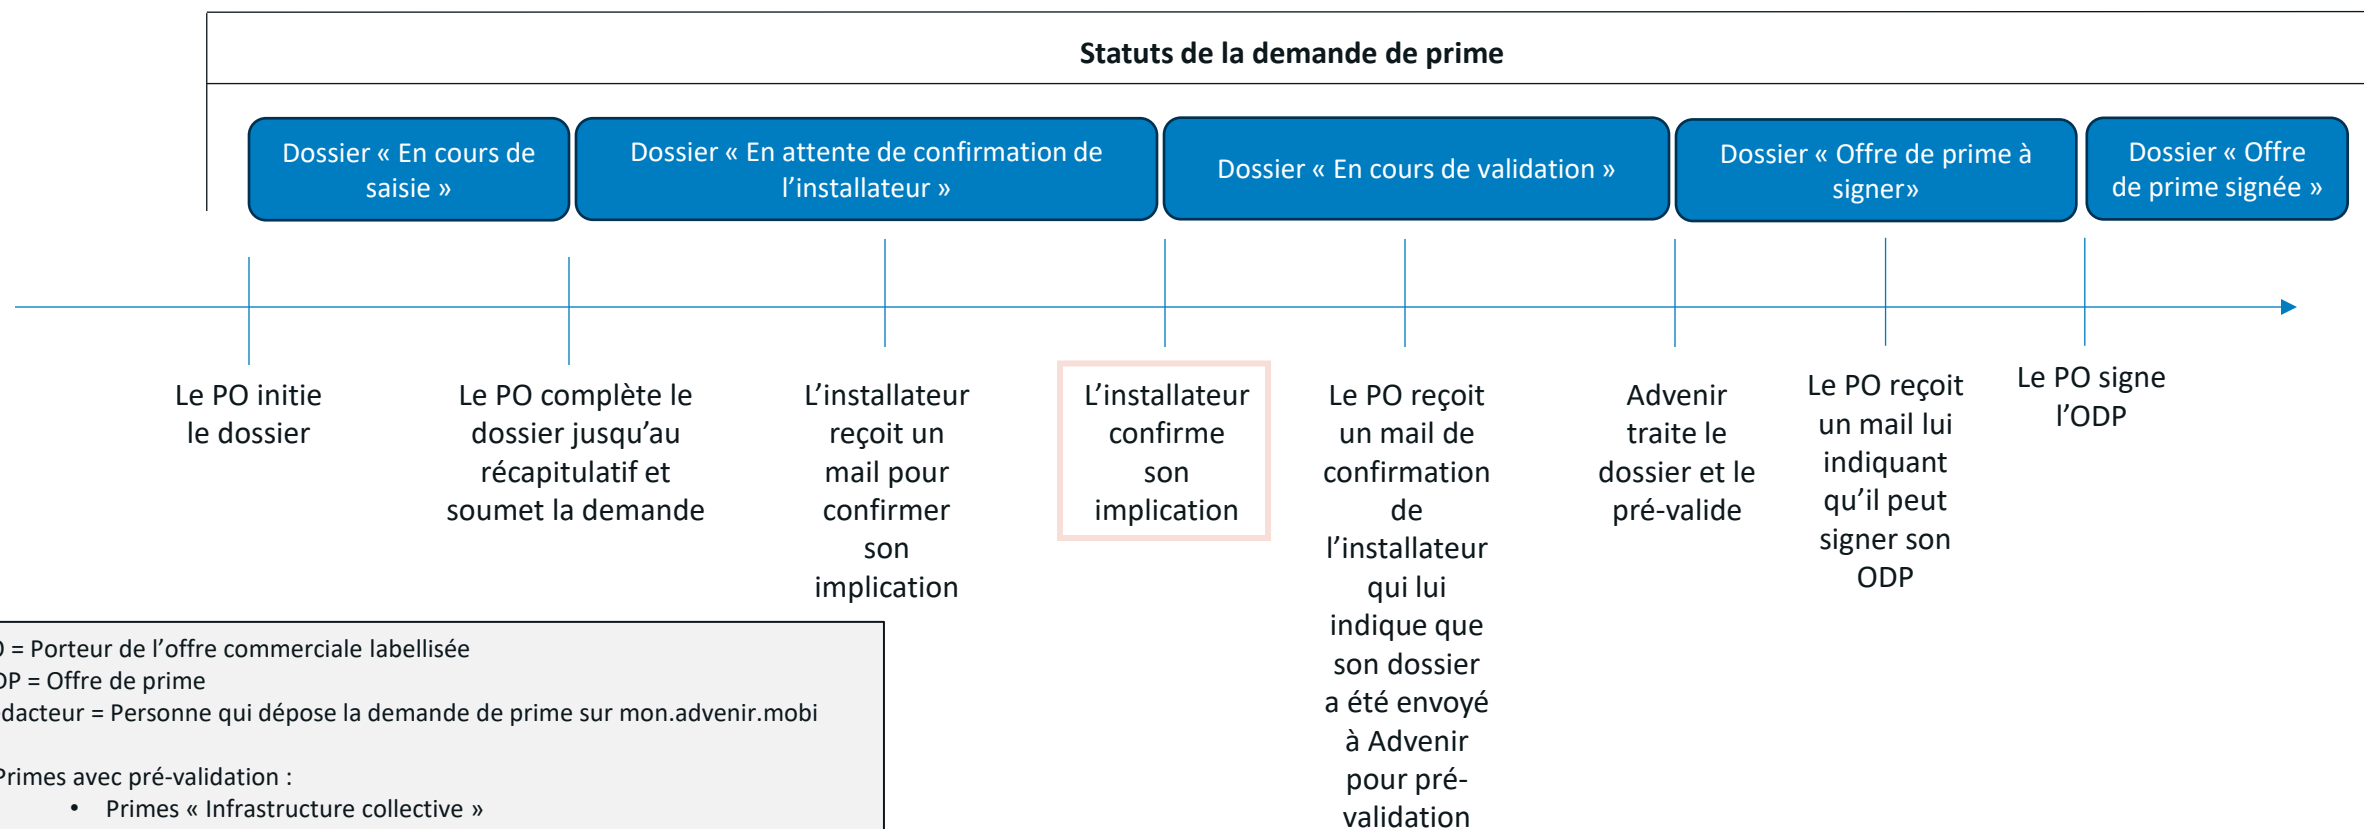 Statuts de la demande de prime
Dossier « En cours de
saisie »
Dossier « En attente de confirmation de
l’installateur »
Dossier « En cours de validation »
Dossier « Offre de prime à
signer»
Dossier « Offre
de prime signée »
Le PO initie
le dossier
Le PO complète le
dossier jusqu’au
récapitulatif et
soumet la demande
L’installateur
reçoit un
mail pour
confirmer
son
implication
L’installateur
confirme
son
implication
Le PO reçoit
un mail de
confirmation
de
l’installateur
qui lui
indique que
son dossier
a été envoyé
à Advenir
pour pré-
validation
Advenir
traite le
dossier et le
pré-valide
Le PO reçoit
un mail lui
indiquant
qu’il peut
signer son
ODP
Le PO signe
l’ODP
= Porteur de l’offre commerciale labellisée
DP = Offre de prime
dacteur = Personne qui dépose la demande de prime sur mon.advenir.mobi
Primes avec pré-validation :
• Primes « Infrastructure collective »